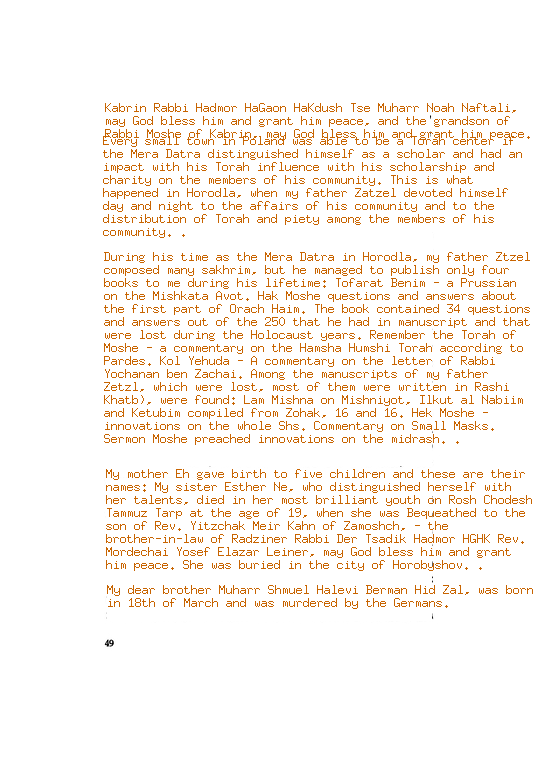 Kabrin Rabbi Hadmor HaGaon HaKdush Tse Muharr Noah Naftali,
may God bless him and grant him peace, and the grandson of
Rabbi Moshe of Kabrin, may God bless him and grant him peace.
Every small town in Poland was able to be a Torah center if
the Mera Datra distinguished himself as a scholar and had an
impact with his Torah influence with his scholarship and
charity on the members of his community. This is what
happened in Horodla, when my father Zatzel devoted himself
day and night to the affairs of his community and to the
distribution of Torah and piety among the members of his
community. .
During his time as the Mera Datra in Horodla, my father Ztzel
composed many sakhrim, but he managed to publish only four
books to me during his lifetime: Tofarat Benim - a Prussian
on the Mishkata Avot. Hak Moshe questions and answers about
the first part of Orach Haim. The book contained 34 questions
and answers out of the 250 that he had in manuscript and that
were lost during the Holocaust years. Remember the Torah of
Moshe - a commentary on the Hamsha Humshi Torah according to
Pardes. Kol Yehuda - A commentary on the letter of Rabbi
Yochanan ben Zachai. Among the manuscripts of my father
Zetzl, which were lost, most of them were written in Rashi
Khatb), were found: Lam Mishna on Mishniyot, Ilkut al Nabiim
and Ketubim compiled from Zohak, 16 and 16. Hek Moshe -
innovations on the whole Shs. Commentary on Small Masks.
Sermon Moshe preached innovations on the midrash. .
My mother Eh gave birth to five children and these are their
names: My sister Esther Ne, who distinguished herself with
her talents, died in her most brilliant youth on Rosh Chodesh
Tammuz Tarp at the age of 19, when she was Bequeathed to the
son of Rev. Yitzchak Meir Kahn of Zamoshch, - the
brother-in-law of Radziner Rabbi Der Tsadik Hadmor HGHK Rev.
Mordechai Yosef Elazar Leiner, may God bless him and grant
him peace. She was buried in the city of Horobyshov. .
My dear brother Muharr Shmuel Halevi Berman Hid Zal, was born
in 18th of March and was murdered by the Germans.
49